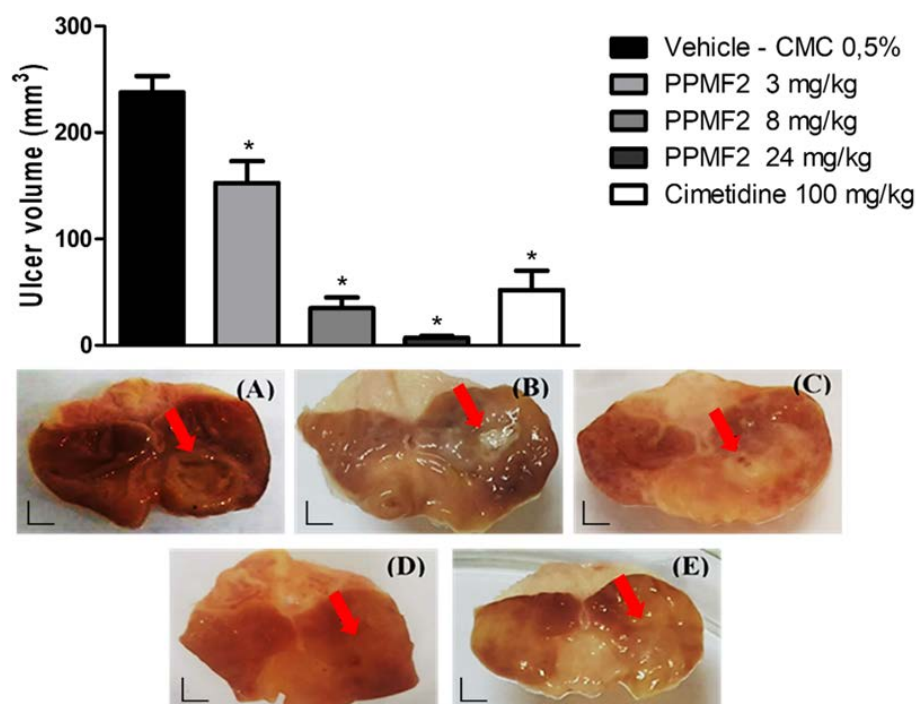 300
200
100
0
Ulcer volume (mm³)
*
*
*
*
Vehicle - CMC 0,5%
PPMF2 3 mg/kg
PPMF2 8 mg/kg
PPMF2 24 mg/kg
Cimetidine 100 mg/kg
(A)
(B)
(C)
(D)
(E)